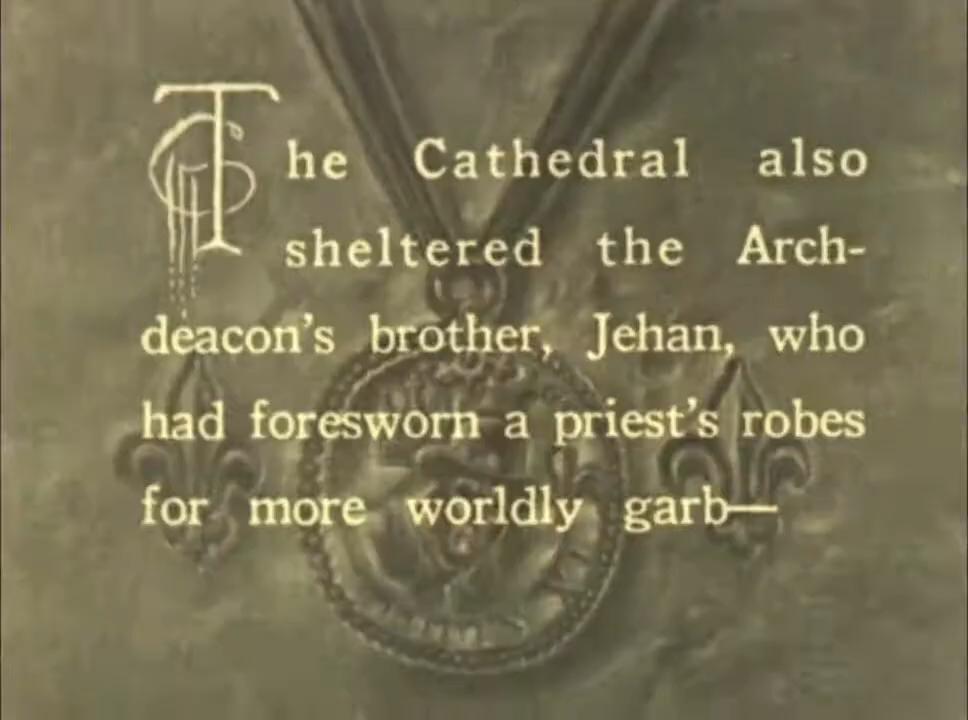 The Cathedral also
sheltered the Arch-
deacon's brother, Jehan, who
had foresworn a priest's robes
for more worldly garb—